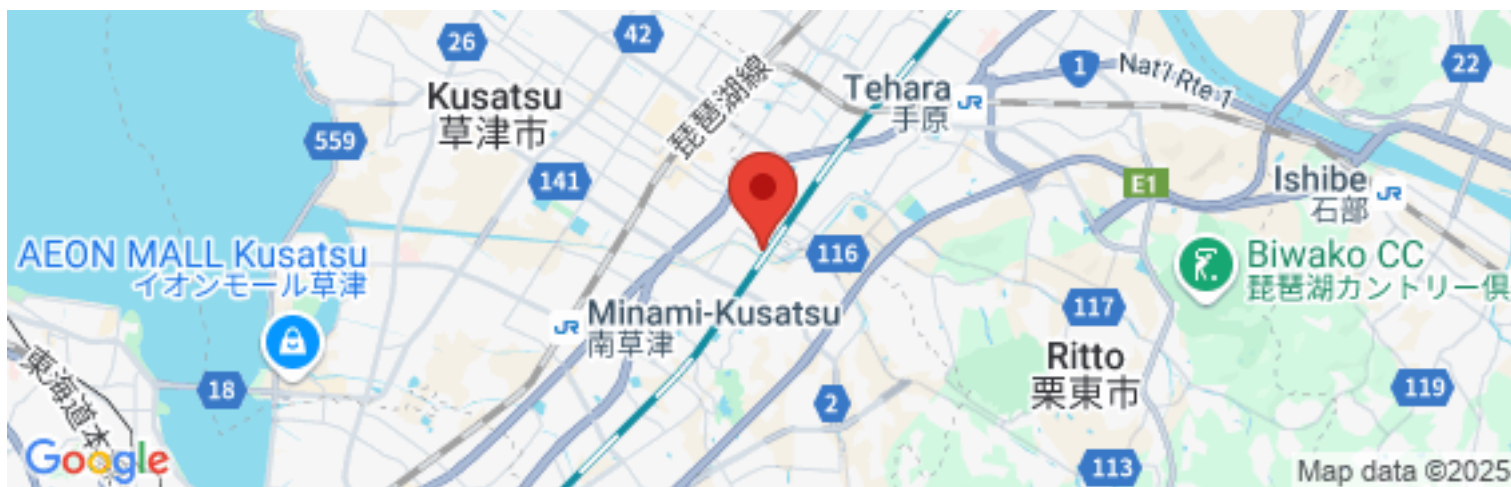 26
42
1
Nat'l Rte 1
22
Kusatsu
草津市
琵琶湖線
Tehara
手原
559
141
E1
Ishibe
石部
AEON MALL Kusatsu
イオンモール草津
116
Biwako CC
琵琶湖カントリー倶
Minami-Kusatsu
南草津
117
Ritto
栗東市
東海道本
18
2
119
Google
113
Map data ©2025
JR
JR
JR